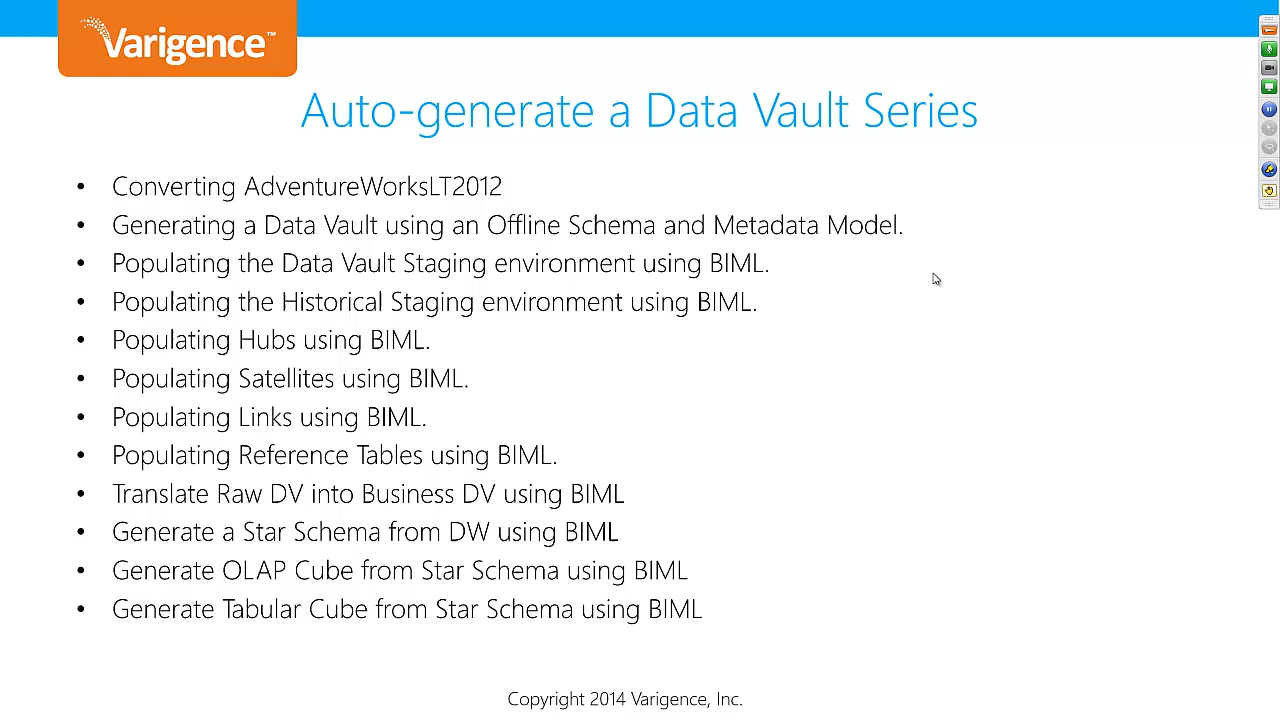 Varigence™
Auto-generate a Data Vault Series
• Converting AdventureWorksLT2012
• Generating a Data Vault using an Offline Schema and Metadata Model.
• Populating the Data Vault Staging environment using BIML.
• Populating the Historical Staging environment using BIML.
• Populating Hubs using BIML.
• Populating Satellites using BIML.
• Populating Links using BIML.
• Populating Reference Tables using BIML.
• Translate Raw DV into Business DV using BIML
• Generate a Star Schema from DW using BIML
• Generate OLAP Cube from Star Schema using BIML
• Generate Tabular Cube from Star Schema using BIML
Copyright 2014 Varigence, Inc.